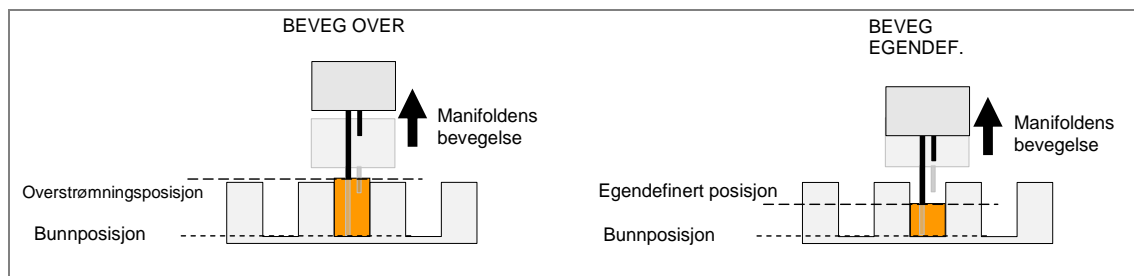 BEVEG OVER
Manifoldens
bevegelse
Overstrømningsposisjon
Bunnposisjon
BEVEG
EGENDEF.
Manifoldens
bevegelse
Egendefinert posisjon
Bunnposisjon